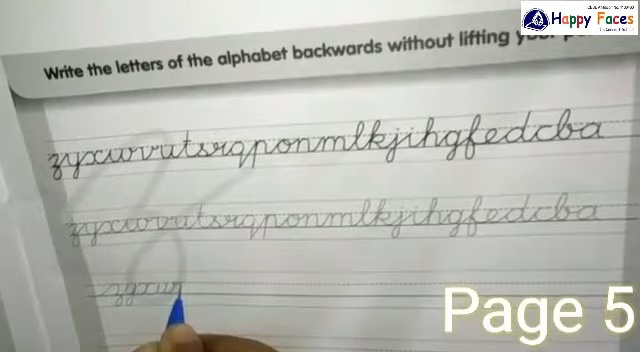 Happy Faces
Write the letters of the alphabet backwards without lifting
zyxwvutsrqponmlkjihgfedcba
zyxwvutsrqponmlkjihgfedcba
zyxw
Page 5